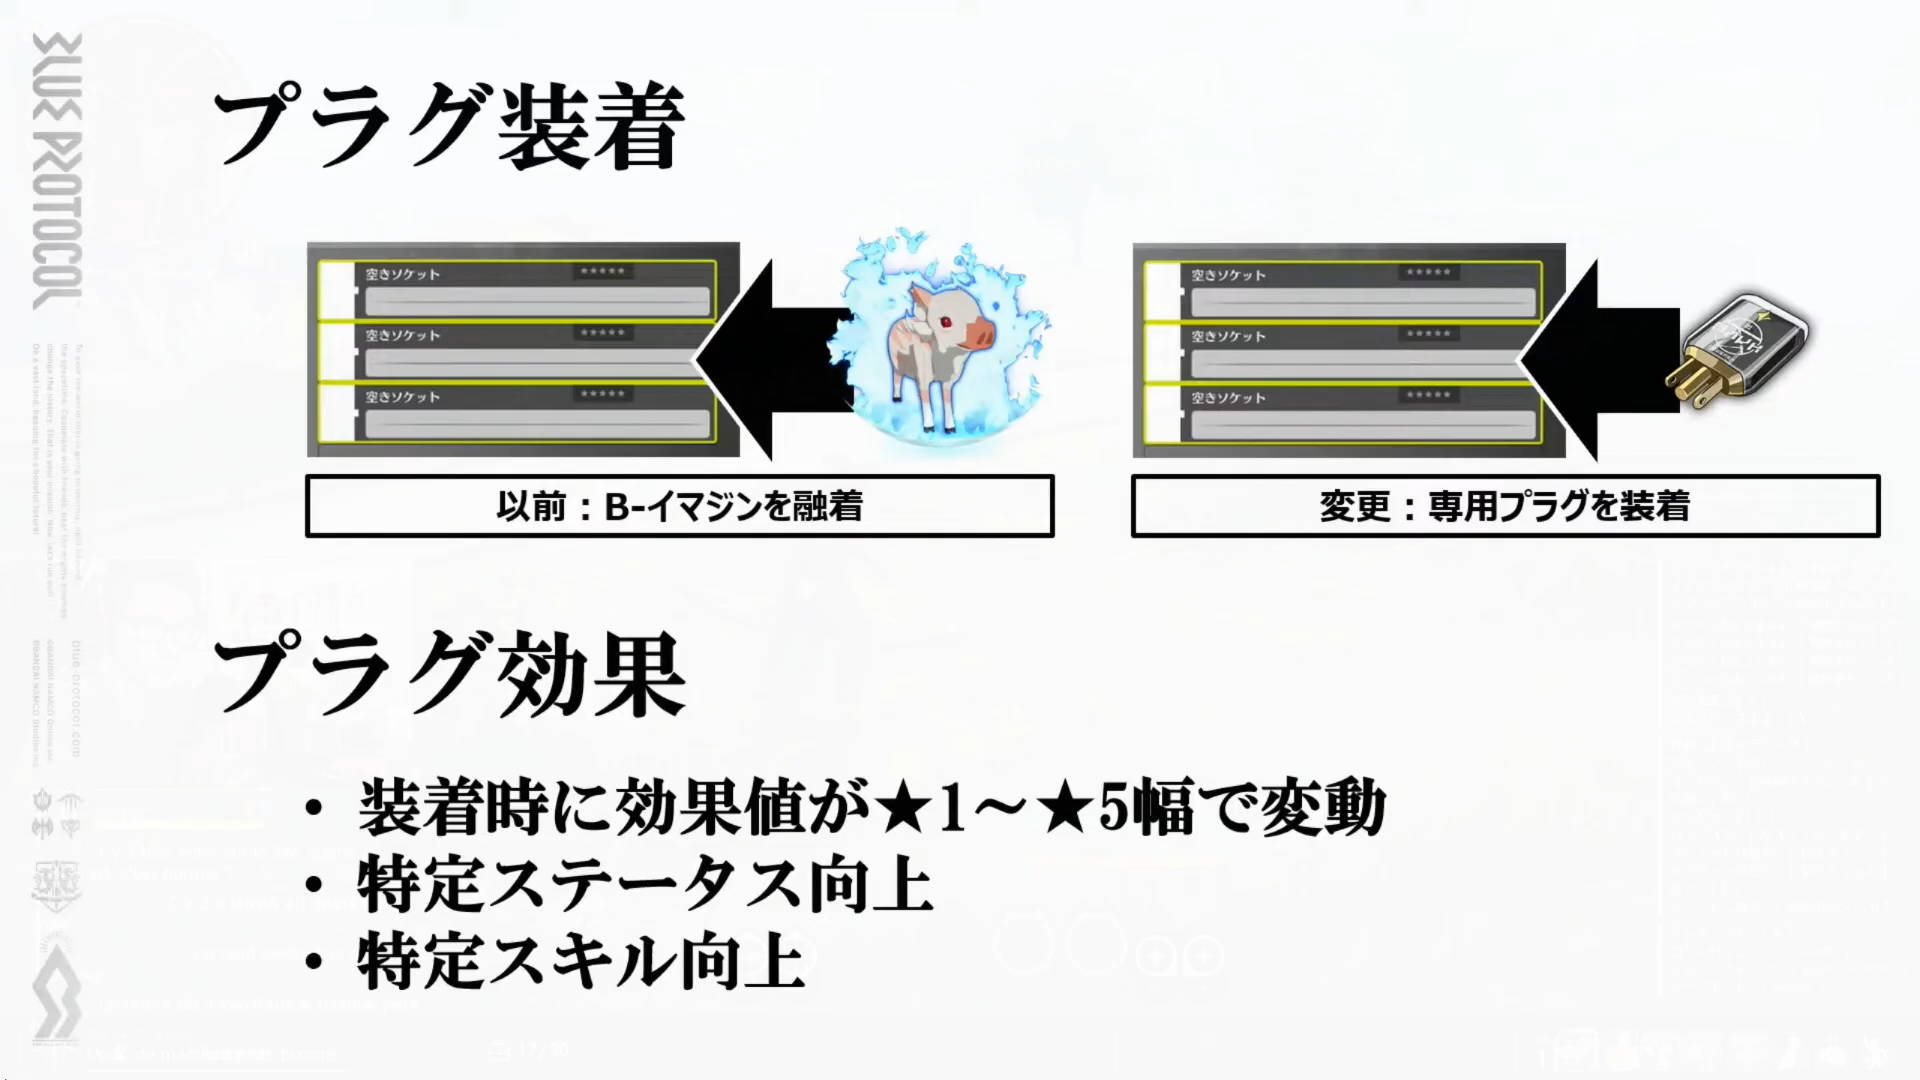 BLUE PROTOCOL
プラグ装着
空きソケット ★★★★★
空きソケット ★★★★★
空きソケット ★★★★★
空きソケット ★★★★★
空きソケット ★★★★★
空きソケット ★★★★★
以前：B-イマジンを融着
変更：専用プラグを装着
プラグ効果
・装着時に効果値が★1～★5幅で変動
・特定ステータス向上
・特定スキル向上
blue-protocol.com